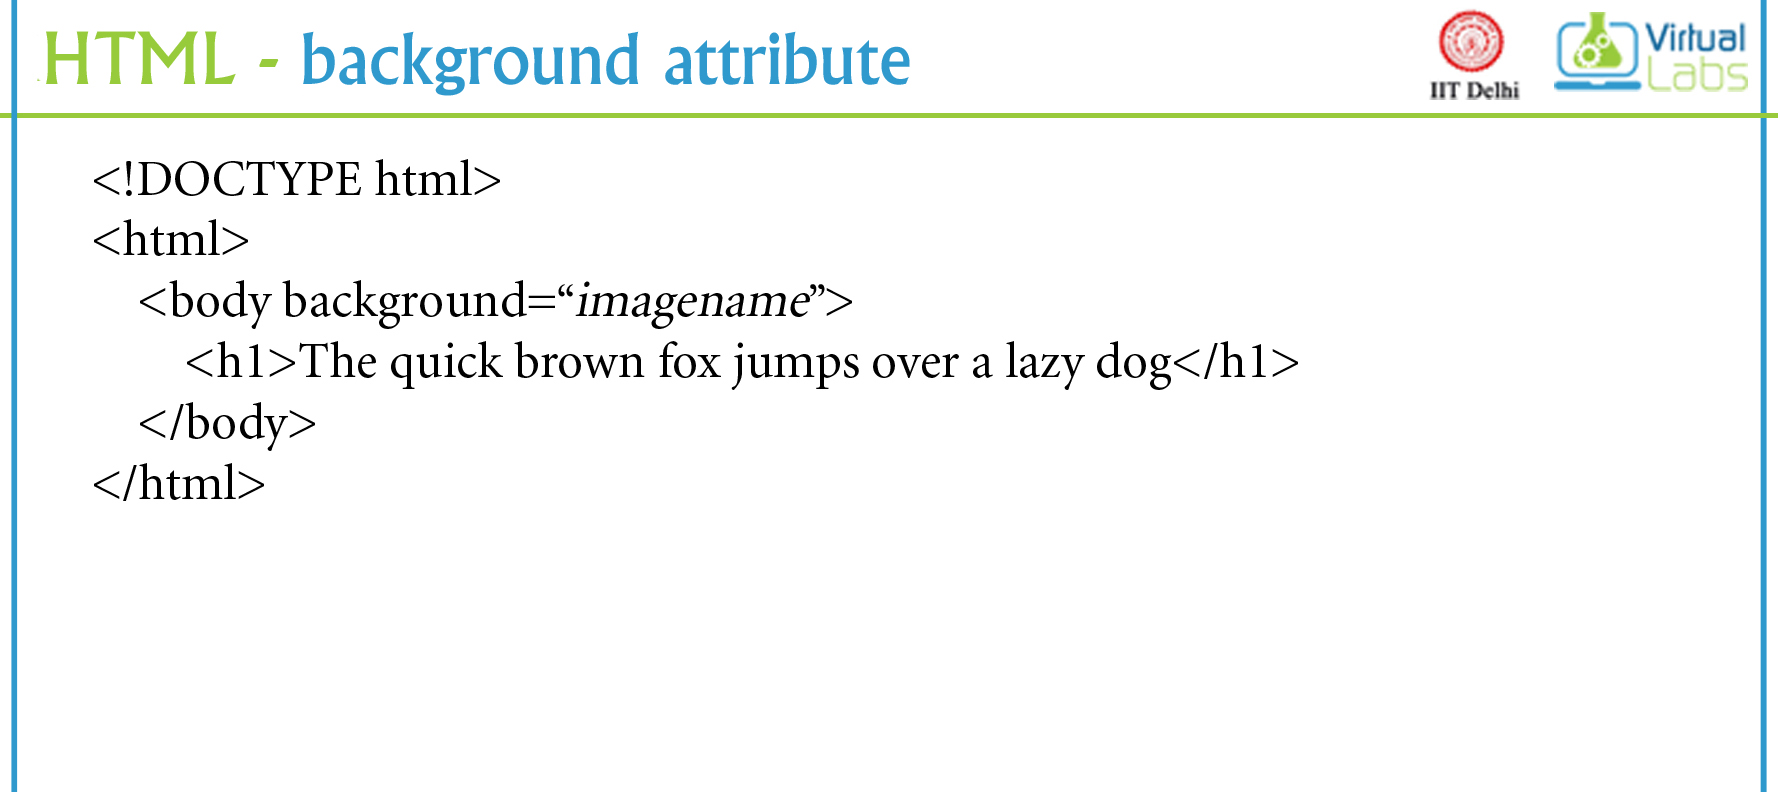 HTML - background attribute
IIT Delhi
Virtual
Labs
<!DOCTYPE html>
<html>
<body background=“imagename”>
<h1>The quick brown fox jumps over a lazy dog</h1>
</body>
</html>